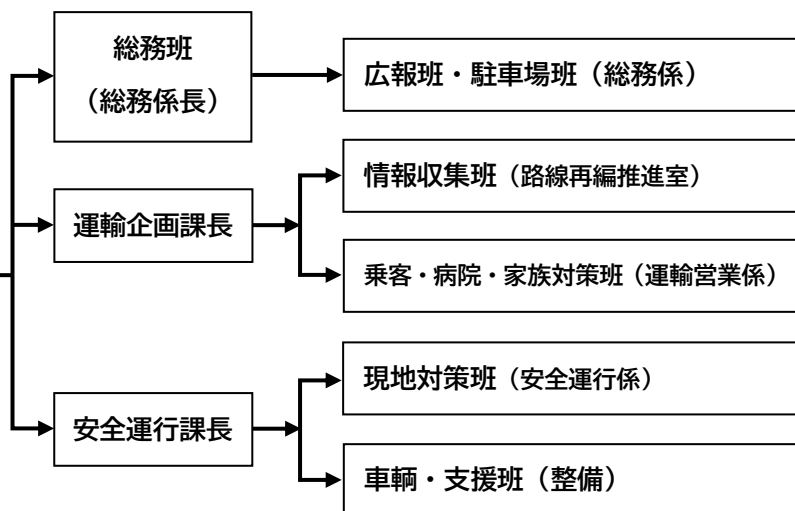 総務班
（総務係長）
広報班・駐車場班（総務係）
運輸企画課長
情報収集班（路線再編推進室）
乗客・病院・家族対策班（運輸営業係）
安全運行課長
現地対策班（安全運行係）
車輌・支援班（整備）